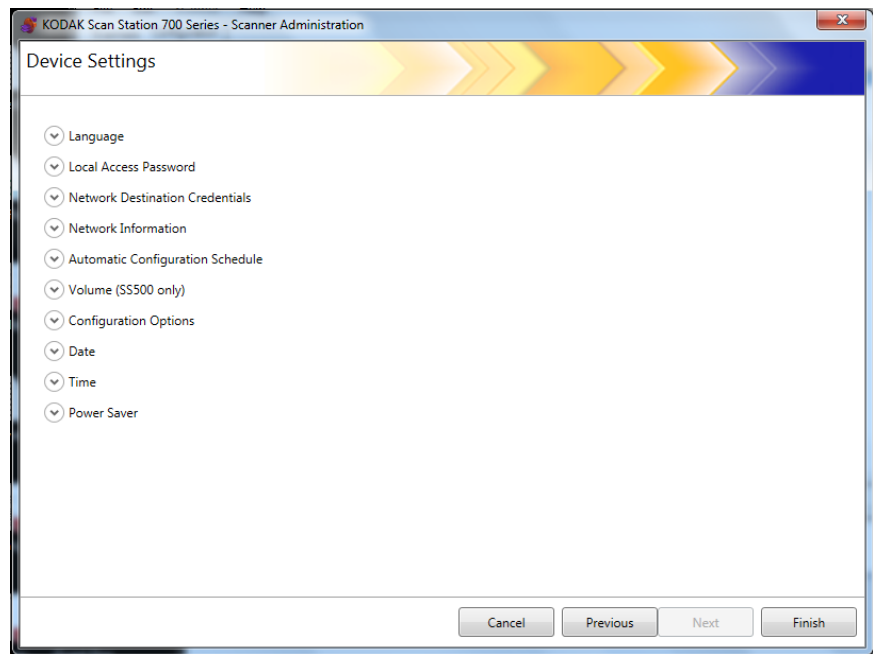 KODAK Scan Station 700 Series - Scanner Administration
Device Settings
Language
Local Access Password
Network Destination Credentials
Network Information
Automatic Configuration Schedule
Volume (SS500 only)
Configuration Options
Date
Time
Power Saver
Cancel Previous Next Finish